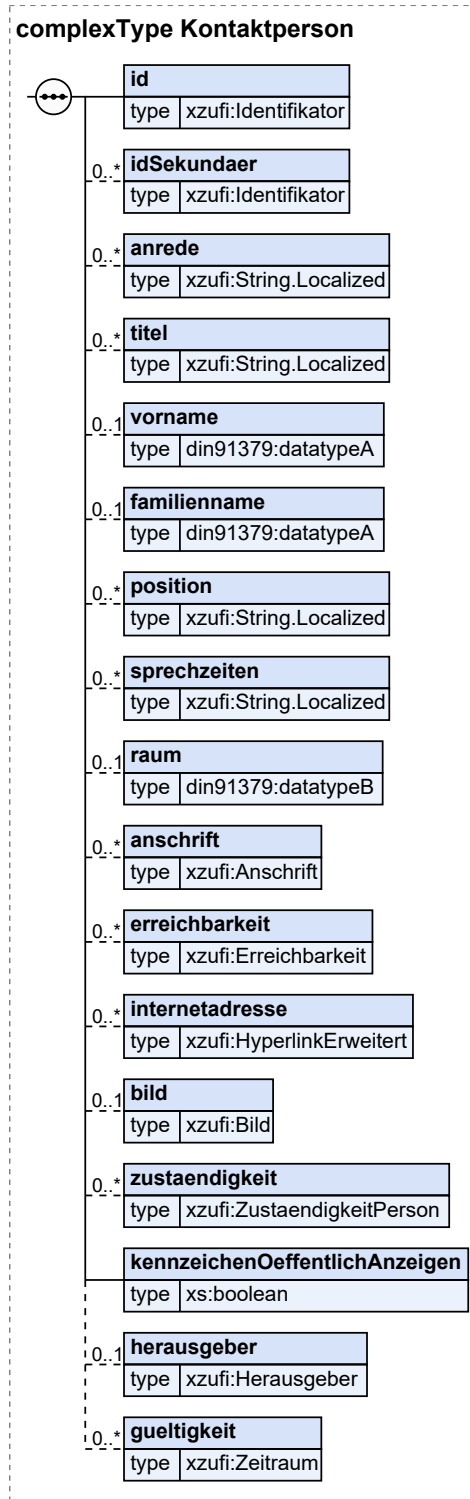 complexType Kontaktperson
id
type xzufi:Identifikator
0..* idSekundaer
type xzufi:Identifikator
0..* anrede
type xzufi:String.Localized
0..* titel
type xzufi:String.Localized
0..1 vorname
type din91379:datatypeA
0..1 familienname
type din91379:datatypeA
0..* position
type xzufi:String.Localized
0..* sprechzeiten
type xzufi:String.Localized
0..1 raum
type din91379:datatypeB
0..* anschrift
type xzufi:Anschrift
0..* erreichbarkeit
type xzufi:Erreichbarkeit
0..* internetadresse
type xzufi:HyperlinkErweitert
0..1 bild
type xzufi:Bild
0..* zustaendigkeit
type xzufi:ZustaendigkeitPerson
kennzeichenOeffentlichAnzeigen
type xs:boolean
0..1 herausgeber
type xzufi:Herausgeber
0..* gueltigkeit
type xzufi:Zeitraum